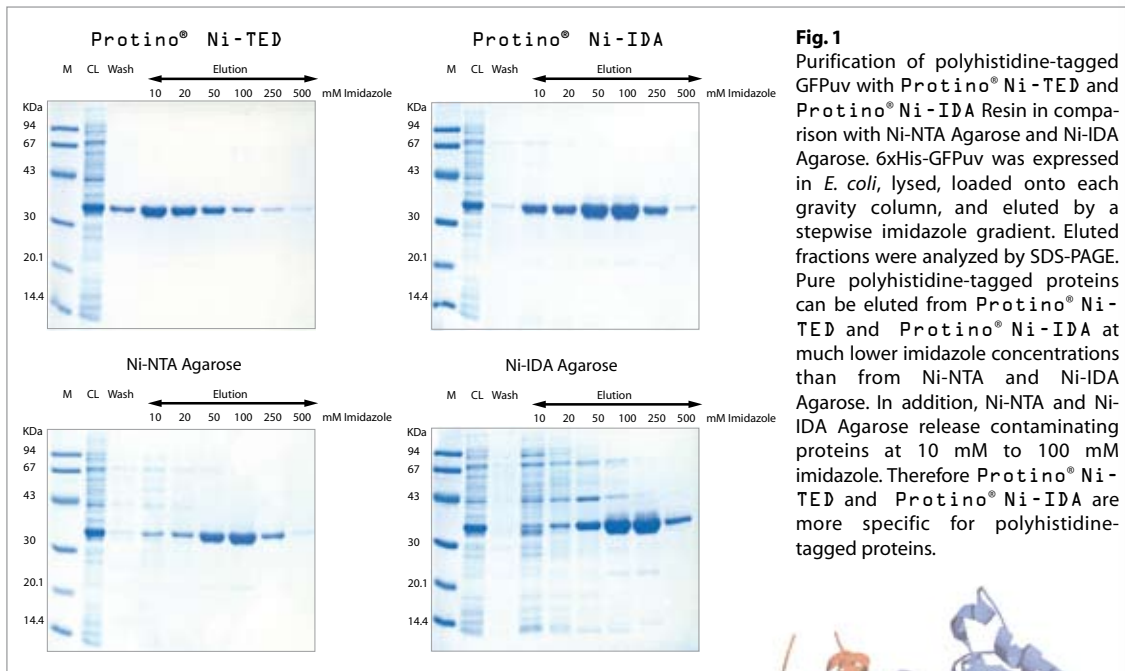 Protino® Ni-TED
M CL Wash Elution
10 20 50 100 250 500 mM Imidazole
KDa
94
67
43
30
20.1
14.4
Protino® Ni-IDA
M CL Wash Elution
10 20 50 100 250 500 mM Imidazole
KDa
94
67
43
30
20.1
14.4
Ni-NTA Agarose
M CL Wash Elution
10 20 50 100 250 500 mM Imidazole
KDa
94
67
43
30
20.1
14.4
Ni-IDA Agarose
M CL Wash Elution
10 20 50 100 250 500 mM Imidazole
KDa
94
67
43
30
20.1
14.4
Fig. 1
Purification of polyhistidine-tagged
GFPuv with Protino® Ni-TED and
Protino® Ni-IDA Resin in compa-
rison with Ni-NTA Agarose and Ni-IDA
Agarose. 6xHis-GFPuv was expressed
in E. coli, lysed, loaded onto each
gravity column, and eluted by a
stepwise imidazole gradient. Eluted
fractions were analyzed by SDS-PAGE.
Pure polyhistidine-tagged proteins
can be eluted from Protino® Ni-
TED and Protino® Ni-IDA at
much lower imidazole concentrations
than from Ni-NTA and Ni-IDA
Agarose. In addition, Ni-NTA and Ni-
IDA Agarose release contaminating
proteins at 10 mM to 100 mM
imidazole. Therefore Protino® Ni-
TED and Protino® Ni-IDA are
more specific for polyhistidine-
tagged proteins.